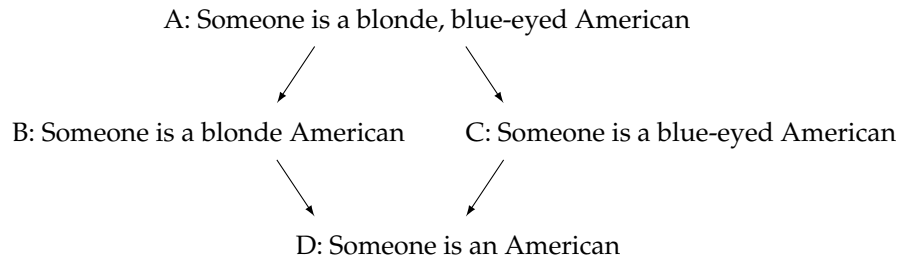 A: Someone is a blonde, blue-eyed American
B: Someone is a blonde American
C: Someone is a blue-eyed American
D: Someone is an American